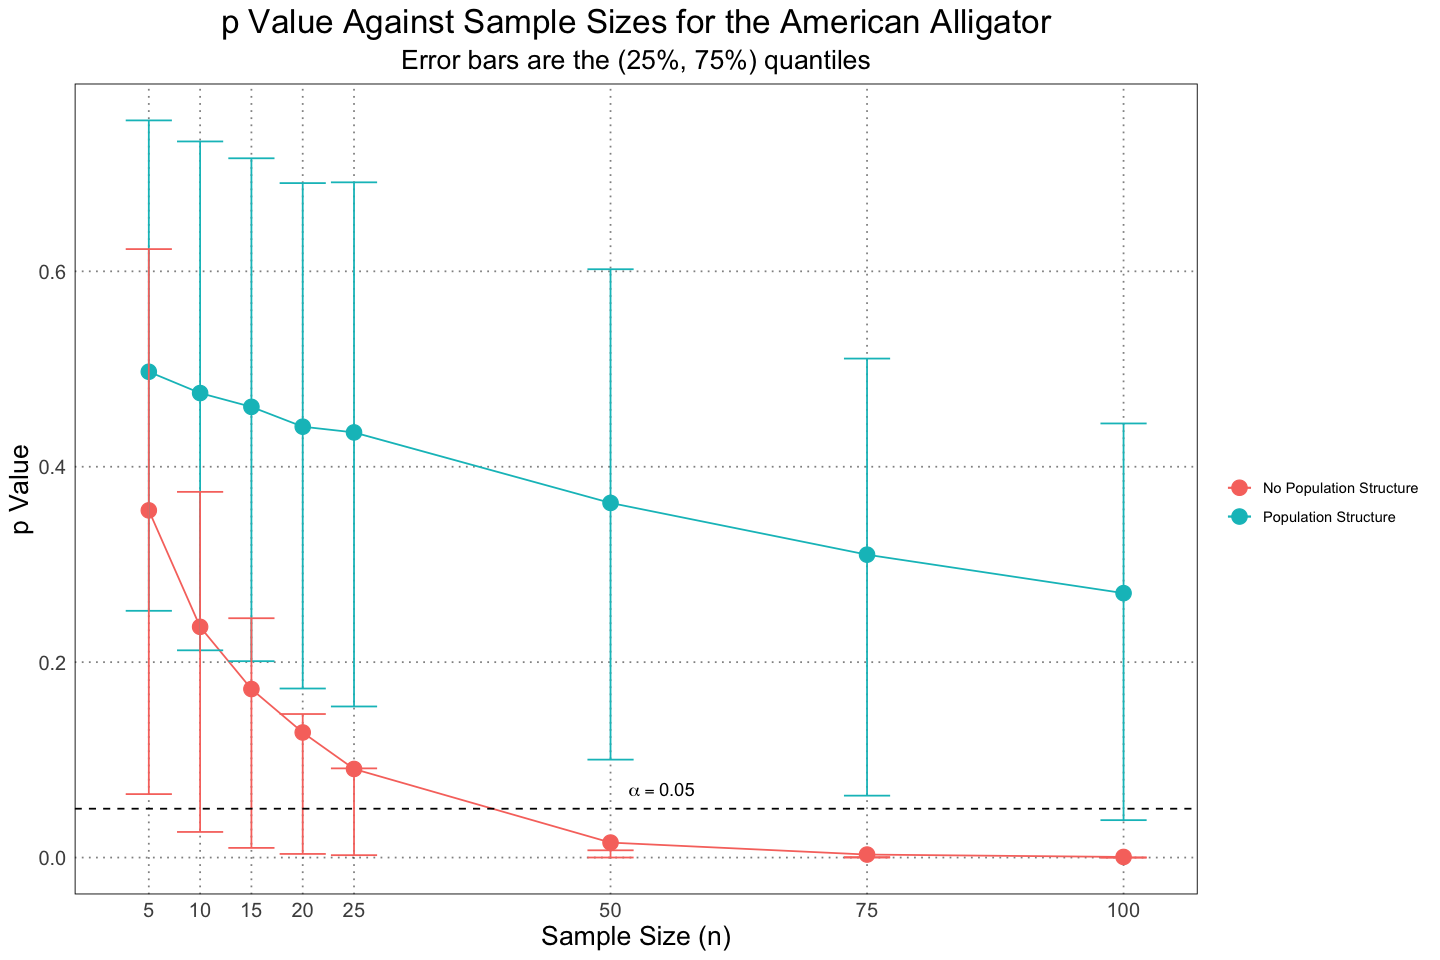 p Value Against Sample Sizes for the American Alligator
Error bars are the (25%, 75%) quantiles
p Value
0.6
0.4
0.2
0.0
α = 0.05
5 10 15 20 25 50 75 100
Sample Size (n)
No Population Structure
Population Structure